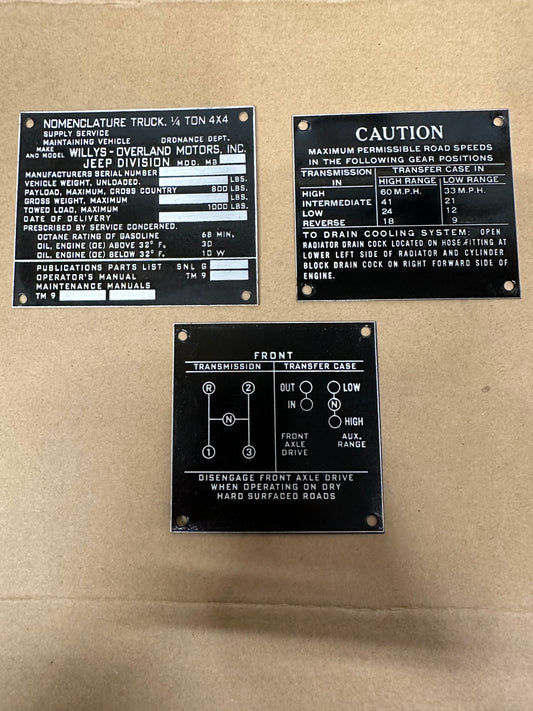 NOMENCLATURE TRUCK, ¼ TON 4X4
SUPPLY SERVICE
MAINTAINING VEHICLE ORDNANCE DEPT.
MAKE AND MODEL WILLYS-OVERLAND MOTORS, INC.
JEEP DIVISION MOD. MB
MANUFACTURERS SERIAL NUMBER
VEHICLE WEIGHT, UNLOADED. LBS.
PAYLOAD, MAXIMUM, CROSS COUNTRY 800 LBS.
GROSS WEIGHT, MAXIMUM LBS.
TOWED LOAD, MAXIMUM 1000 LBS.
DATE OF DELIVERY
PRESCRIBED BY SERVICE CONCERNED.
OCTANE RATING OF GASOLINE 68 MIN.
OIL, ENGINE (OE) ABOVE 32° F. 30
OIL, ENGINE (OE) BELOW 32° F. 10 W
PUBLICATIONS PARTS LIST SNL G
OPERATOR'S MANUAL TM 9
MAINTENANCE MANUALS
TM 9
CAUTION
MAXIMUM PERMISSIBLE ROAD SPEEDS
IN THE FOLLOWING GEAR POSITIONS
TRANSMISSION IN TRANSFER CASE IN
HIGH RANGE LOW RANGE
HIGH 60 M.P.H. 33 M.P.H.
INTERMEDIATE 41 21
LOW 24 12
REVERSE 18 9
TO DRAIN COOLING SYSTEM: OPEN
RADIATOR DRAIN COCK LOCATED ON HOSE FITTING AT
LOWER LEFT SIDE OF RADIATOR AND CYLINDER
BLOCK DRAIN COCK ON RIGHT FORWARD SIDE OF
ENGINE.
FRONT
TRANSMISSION TRANSFER CASE
R 2 OUT LOW
IN N
N HIGH
1 3 FRONT AXLE DRIVE AUX. RANGE
DISENGAGE FRONT AXLE DRIVE
WHEN OPERATING ON DRY
HARD SURFACED ROADS